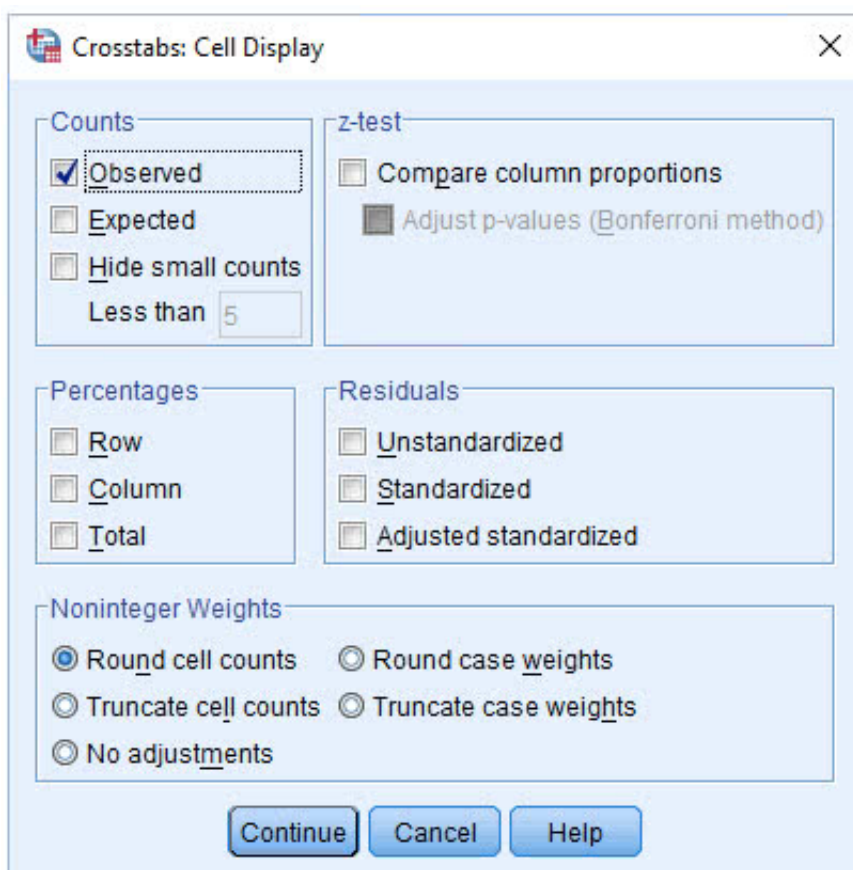 Crosstabs: Cell Display
Counts
Observed
Expected
Hide small counts
Less than 5
z-test
Compare column proportions
Adjust p-values (Bonferroni method)
Percentages
Row
Column
Total
Residuals
Unstandardized
Standardized
Adjusted standardized
Noninteger Weights
Round cell counts Round case weights
Truncate cell counts Truncate case weights
No adjustments
Continue Cancel Help